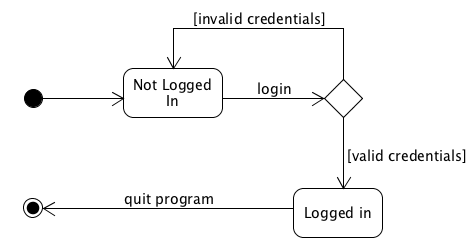 [invalid credentials]
Not Logged
In
login
[valid credentials]
quit program
Logged in